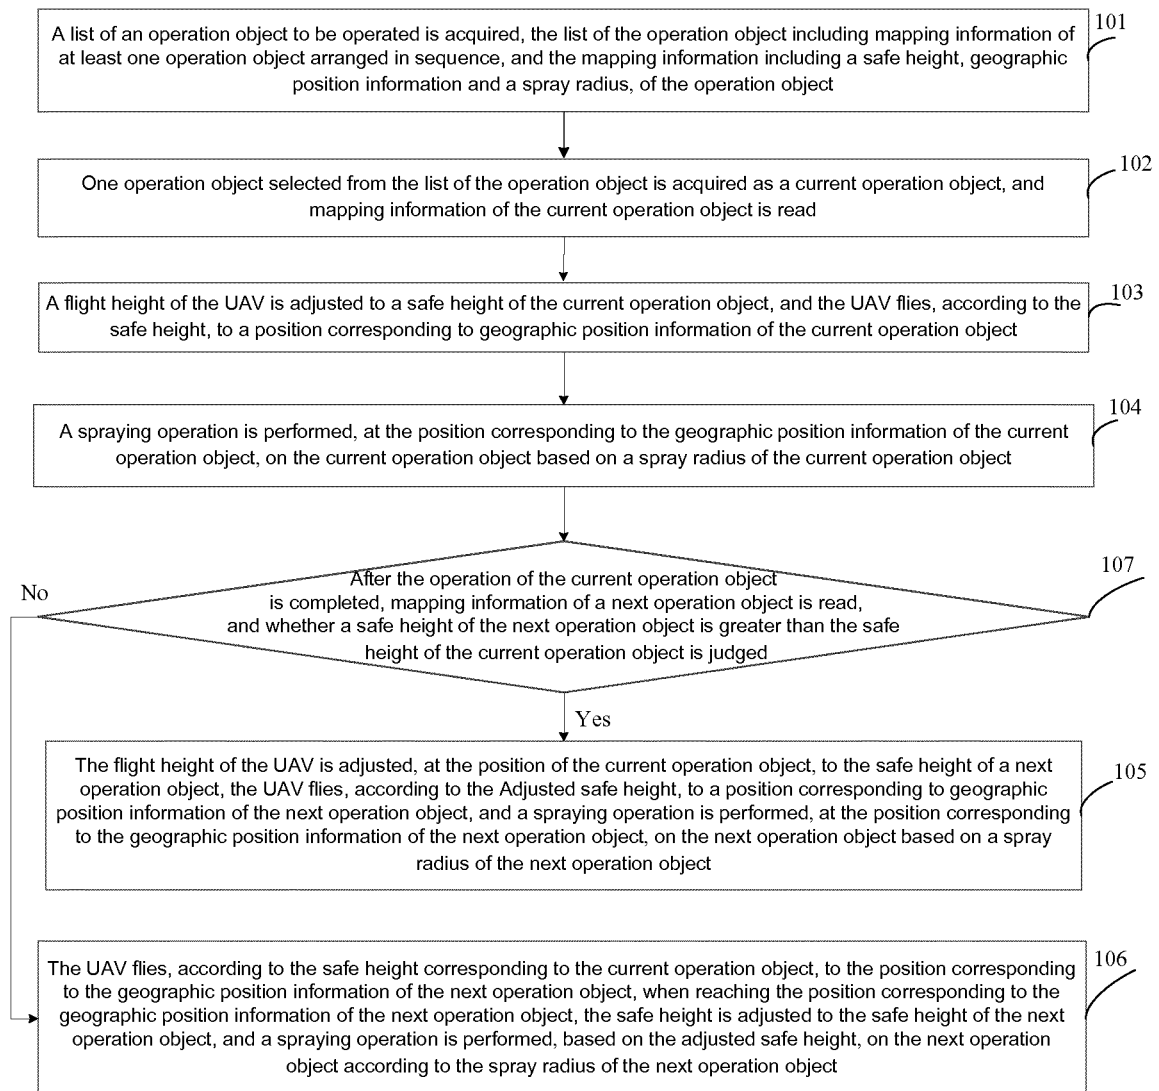 101
A list of an operation object to be operated is acquired, the list of the operation object including mapping information of
at least one operation object arranged in sequence, and the mapping information including a safe height, geographic
position information and a spray radius, of the operation object
102
One operation object selected from the list of the operation object is acquired as a current operation object, and
mapping information of the current operation object is read
103
A flight height of the UAV is adjusted to a safe height of the current operation object, and the UAV flies, according to the
safe height, to a position corresponding to geographic position information of the current operation object
104
A spraying operation is performed, at the position corresponding to the geographic position information of the current
operation object, on the current operation object based on a spray radius of the current operation object
107
No
After the operation of the current operation object
is completed, mapping information of a next operation object is read,
and whether a safe height of the next operation object is greater than the safe
height of the current operation object is judged
Yes
105
The flight height of the UAV is adjusted, at the position of the current operation object, to the safe height of a next
operation object, the UAV flies, according to the Adjusted safe height, to a position corresponding to geographic
position information of the next operation object, and a spraying operation is performed, at the position corresponding
to the geographic position information of the next operation object, on the next operation object based on a spray
radius of the next operation object
106
The UAV flies, according to the safe height corresponding to the current operation object, to the position corresponding
to the geographic position information of the next operation object, when reaching the position corresponding to the
geographic position information of the next operation object, the safe height is adjusted to the safe height of the next
operation object, and a spraying operation is performed, based on the adjusted safe height, on the next operation
object according to the spray radius of the next operation object